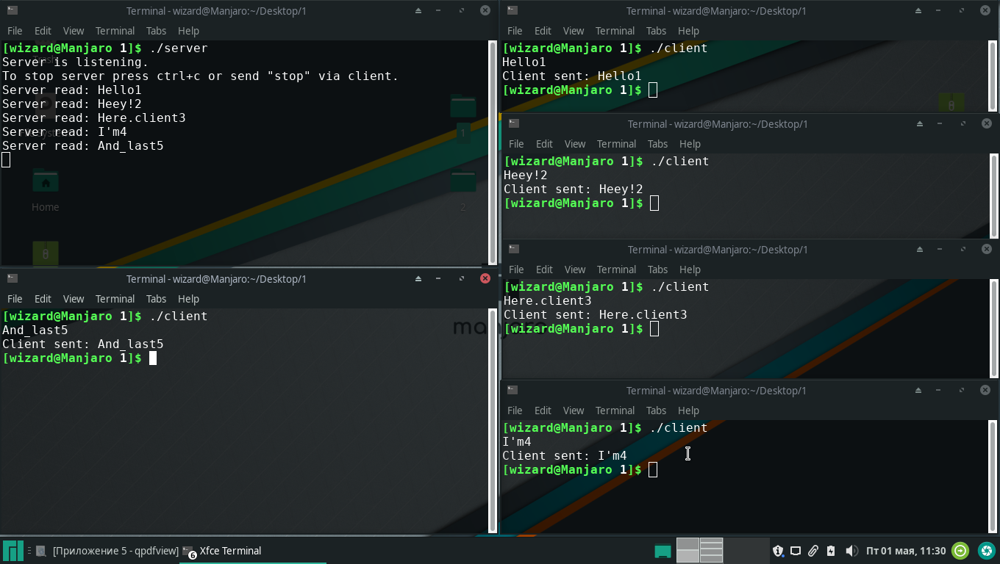 Terminal - wizard@Manjaro:~/Desktop/1
File Edit View Terminal Tabs Help
[wizard@Manjaro 1]$ ./server
Server is listening.
To stop server press ctrl+c or send "stop" via client.
Server read: Hello1
Server read: Heey!2
Server read: Here.client3
Server read: I'm4
Server read: And_last5
1
Home
2
Terminal - wizard@Manjaro:~/Desktop/1
File Edit View Terminal Tabs Help
[wizard@Manjaro 1]$ ./client
And_last5
Client sent: And_last5
[wizard@Manjaro 1]$
manjaro
Terminal - wizard@Manjaro:~/Desktop/1
File Edit View Terminal Tabs Help
[wizard@Manjaro 1]$ ./client
Hello1
Client sent: Hello1
[wizard@Manjaro 1]$
Terminal - wizard@Manjaro:~/Desktop/1
File Edit View Terminal Tabs Help
[wizard@Manjaro 1]$ ./client
Heey!2
Client sent: Heey!2
[wizard@Manjaro 1]$
Terminal - wizard@Manjaro:~/Desktop/1
File Edit View Terminal Tabs Help
[wizard@Manjaro 1]$ ./client
Here.client3
Client sent: Here.client3
[wizard@Manjaro 1]$
Terminal - wizard@Manjaro:~/Desktop/1
File Edit View Terminal Tabs Help
[wizard@Manjaro 1]$ ./client
I'm4
Client sent: I'm4
[wizard@Manjaro 1]$
[Приложение 5 - qpdfview] 6 Xfce Terminal
Пт 01 мая, 11:30